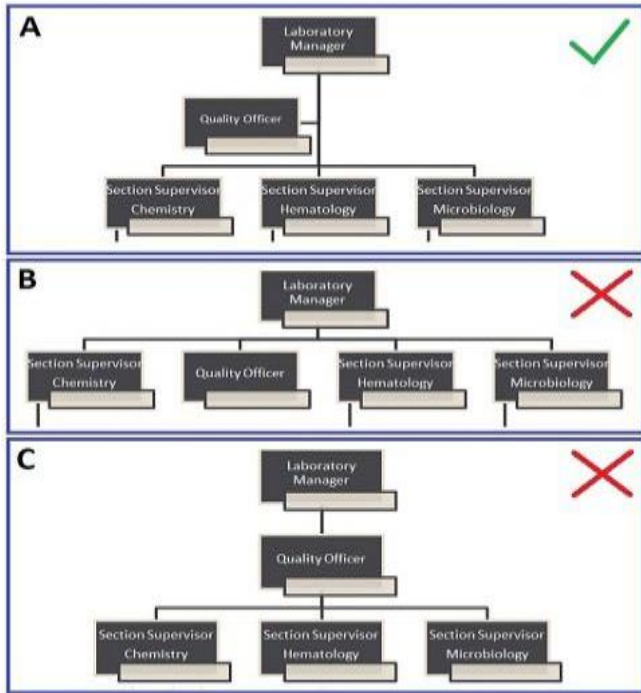 A
Laboratory
Manager
Quality Officer
Section Supervisor
Chemistry
Section Supervisor
Hematology
Section Supervisor
Microbiology
B
Laboratory
Manager
Section Supervisor
Chemistry
Quality Officer
Section Supervisor
Hematology
Section Supervisor
Microbiology
C
Laboratory
Manager
Quality Officer
Section Supervisor
Chemistry
Section Supervisor
Hematology
Section Supervisor
Microbiology